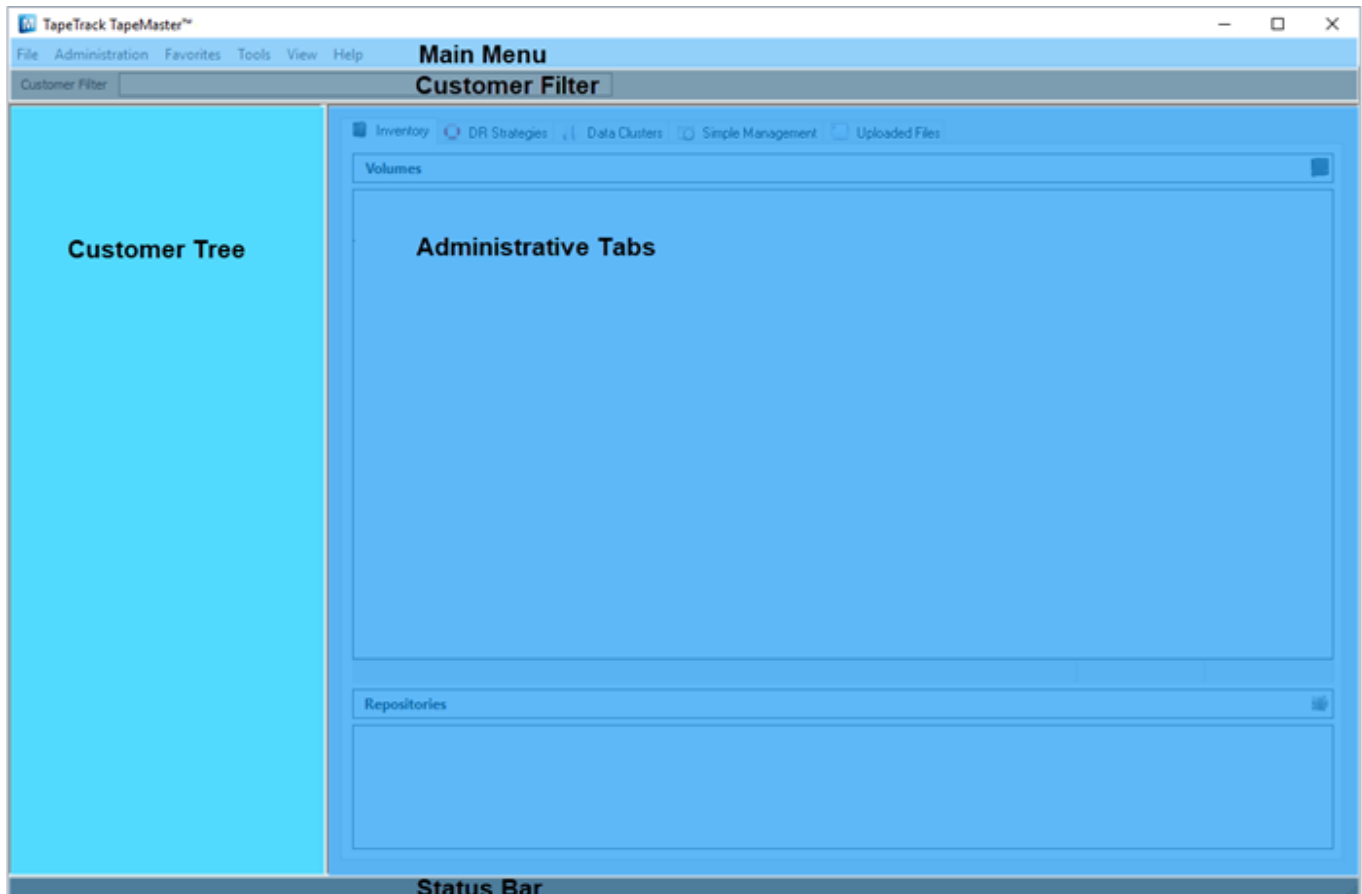 TapeTrack TapeMaster™
File Administration Favorites Tools View Help Main Menu
Customer Filter Customer Filter
Inventory DR Strategies Data Clusters Simple Management Uploaded Files
Volumes
Customer Tree Administrative Tabs
Repositories
Status Bar